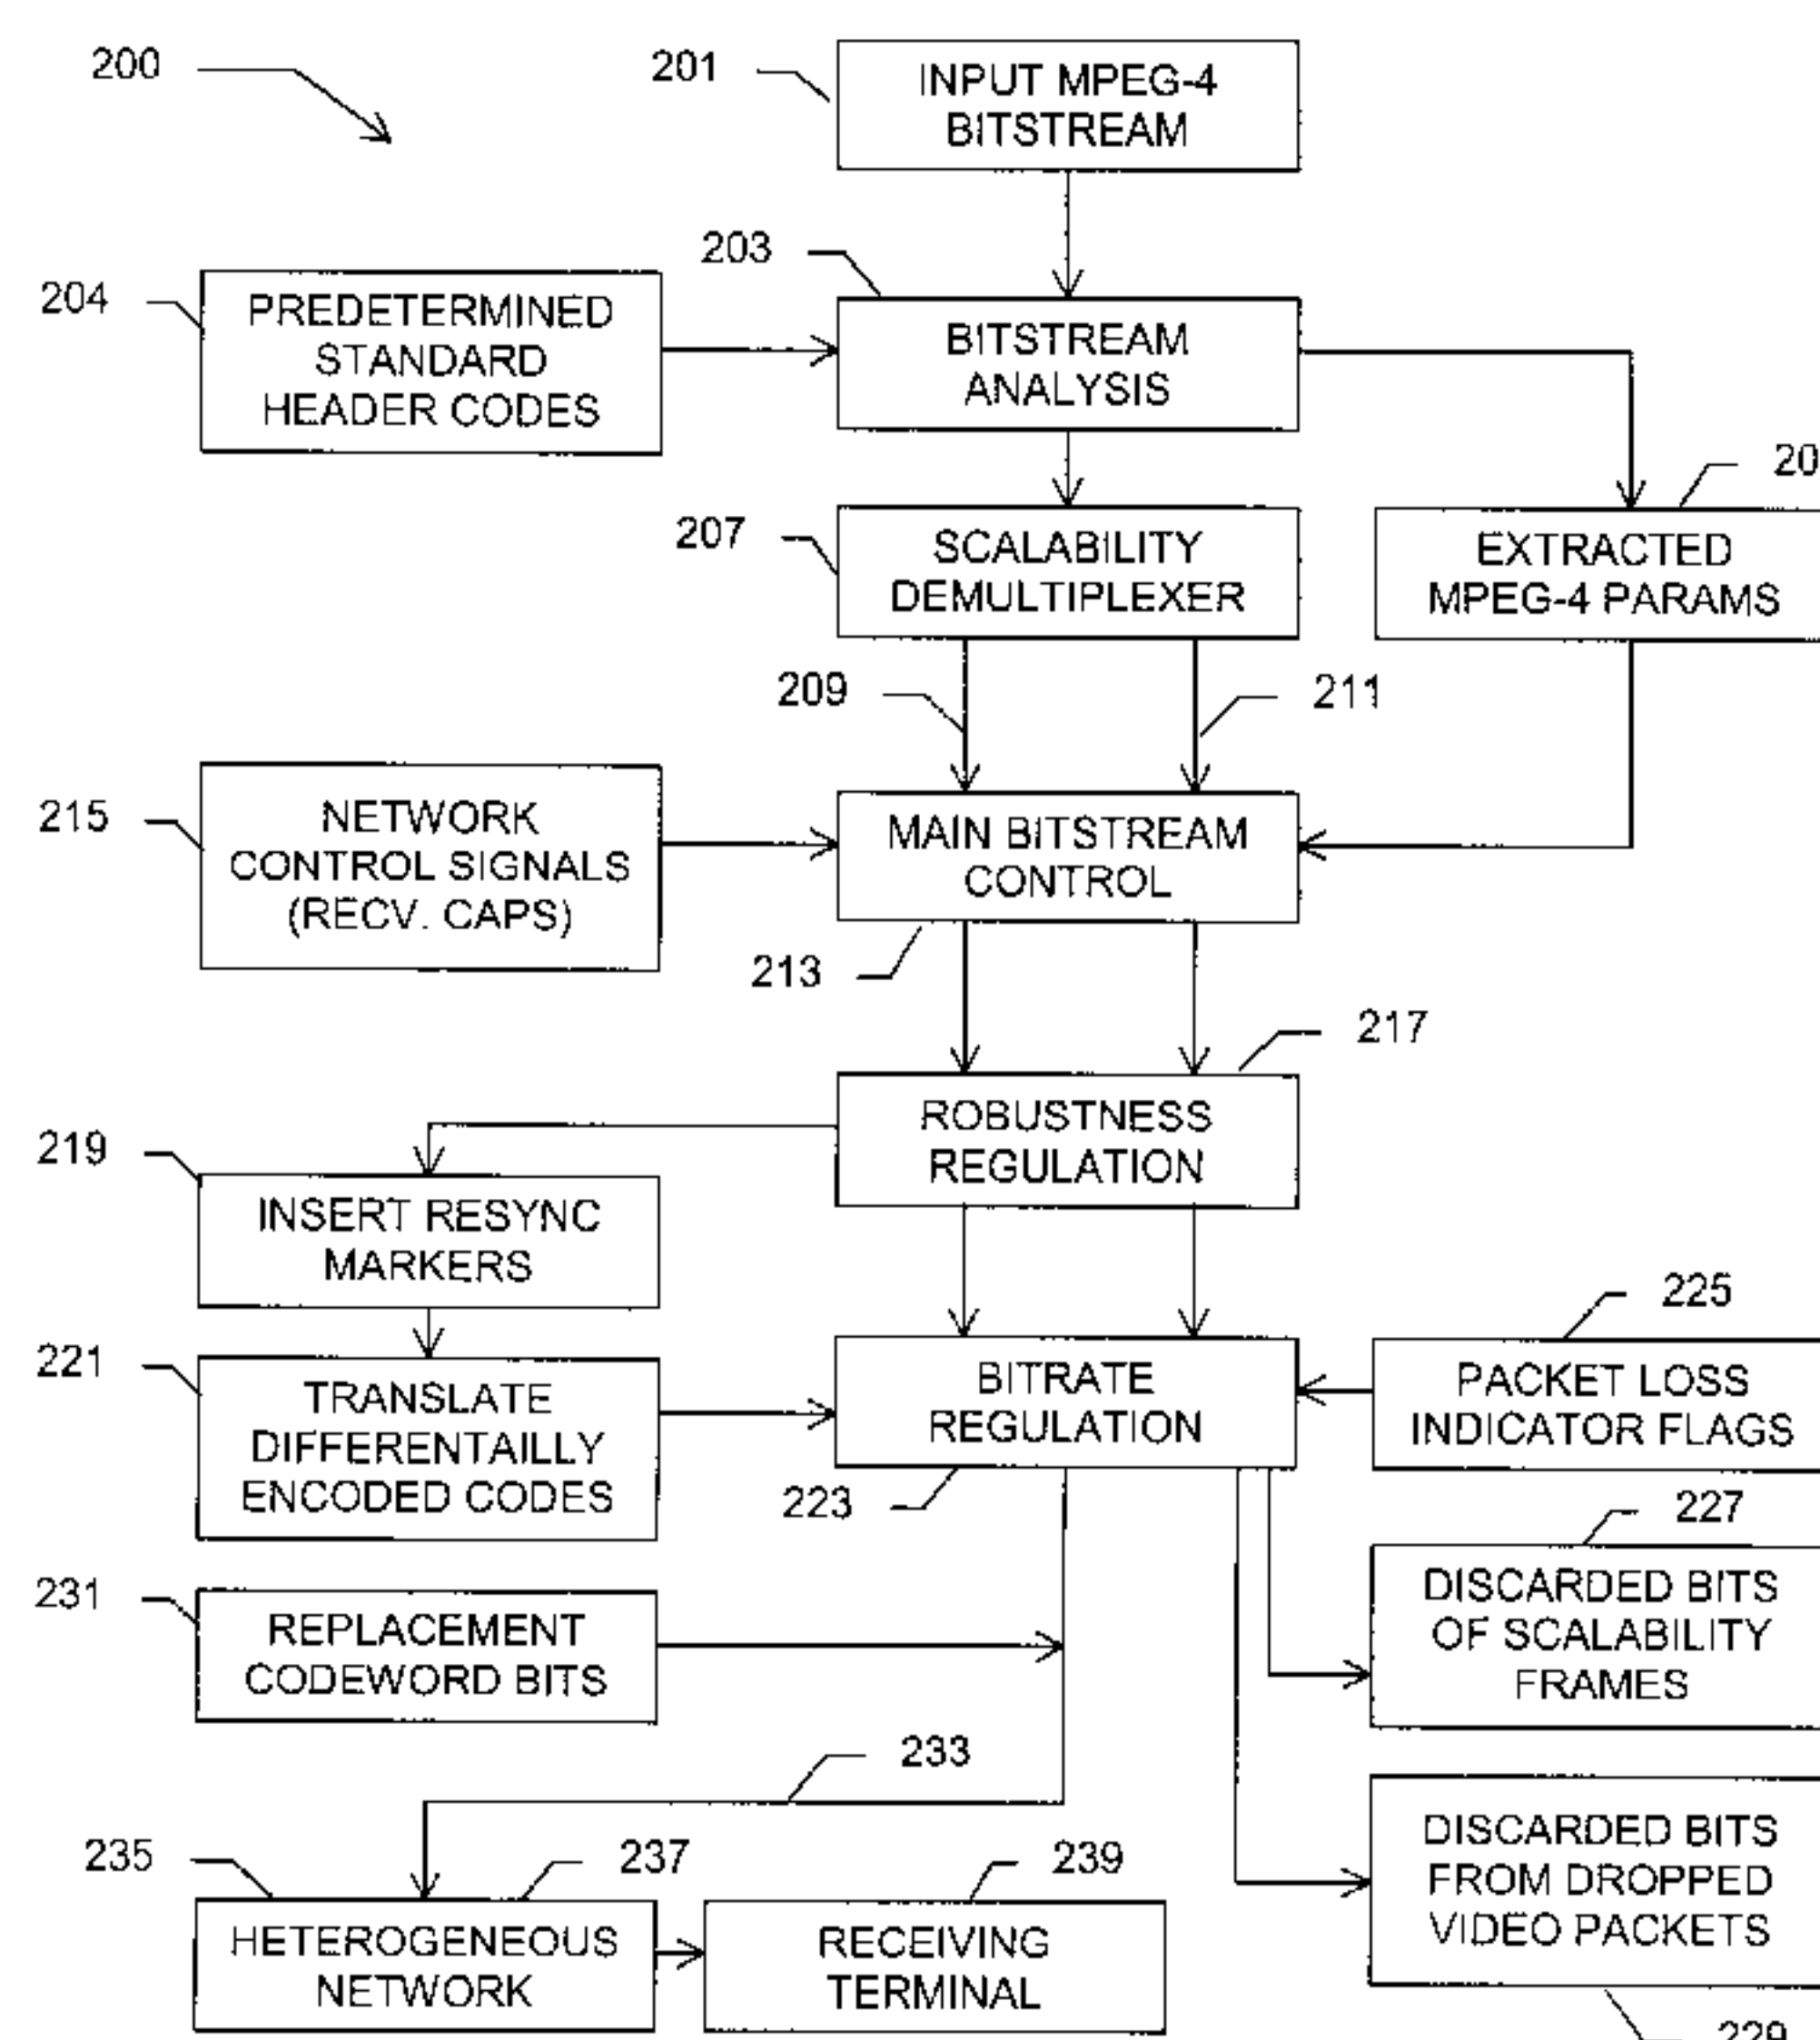 200
201
INPUT MPEG-4
BITSTREAM
203
204
PREDETERMINED
STANDARD
HEADER CODES
BITSTREAM
ANALYSIS
207
SCALABILITY
DEMULTIPLEXER
20
EXTRACTED
MPEG-4 PARAMS
209
211
215
NETWORK
CONTROL SIGNALS
(RECV. CAPS)
MAIN BITSTREAM
CONTROL
213
217
ROBUSTNESS
REGULATION
219
INSERT RESYNC
MARKERS
221
TRANSLATE
DIFFERENTAILLY
ENCODED CODES
BITRATE
REGULATION
223
225
PACKET LOSS
INDICATOR FLAGS
227
DISCARDED BITS
OF SCALABILITY
FRAMES
231
REPLACEMENT
CODEWORD BITS
233
DISCARDED BITS
FROM DROPPED
VIDEO PACKETS
229
235
237
HETEROGENEOUS
NETWORK
239
RECEIVING
TERMINAL